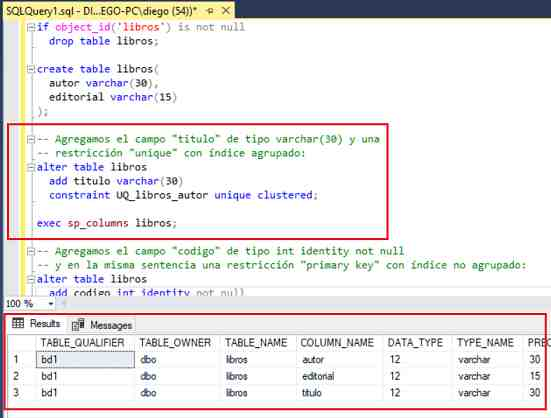 SQLQuery1.sql - DI...EGO-PC\diego (54))*
if object_id('libros') is not null
drop table libros;
create table libros(
autor varchar(30),
editorial varchar(15)
);
-- Agregamos el campo "titulo" de tipo varchar(30) y una
-- restricción "unique" con índice agrupado:
alter table libros
add titulo varchar(30)
constraint UQ_libros_autor unique clustered;
exec sp_columns libros;
-- Agregamos el campo "codigo" de tipo int identity not null
-- y en la misma sentencia una restricción "primary key" con índice no agrupado:
alter table libros
add codigo int identity not null
100 %
Results Messages
TABLE_QUALIFIER TABLE_OWNER TABLE_NAME COLUMN_NAME DATA_TYPE TYPE_NAME PREC
1 bd1 dbo libros autor 12 varchar 30
2 bd1 dbo libros editorial 12 varchar 15
3 bd1 dbo libros titulo 12 varchar 30